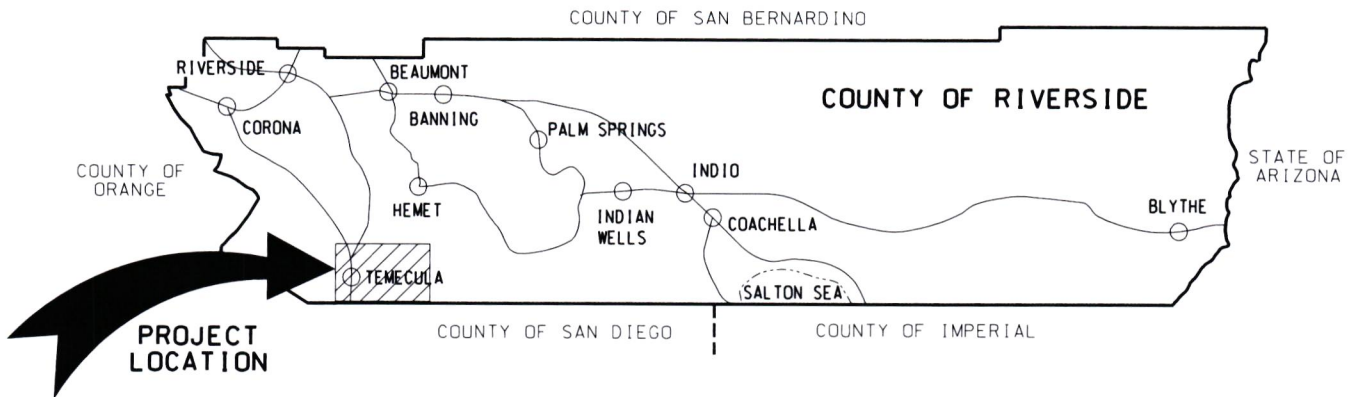 COUNTY OF SAN BERNARDINO
RIVERSIDE
BEAUMONT
COUNTY OF RIVERSIDE
CORONA
BANNING
PALM SPRINGS
COUNTY OF
ORANGE
STATE OF
ARIZONA
HEMET
INDIO
INDIAN
WELLS
COACHELLA
BLYTHE
TEMECULA
SALTON SEA
PROJECT
LOCATION
COUNTY OF SAN DIEGO
COUNTY OF IMPERIAL